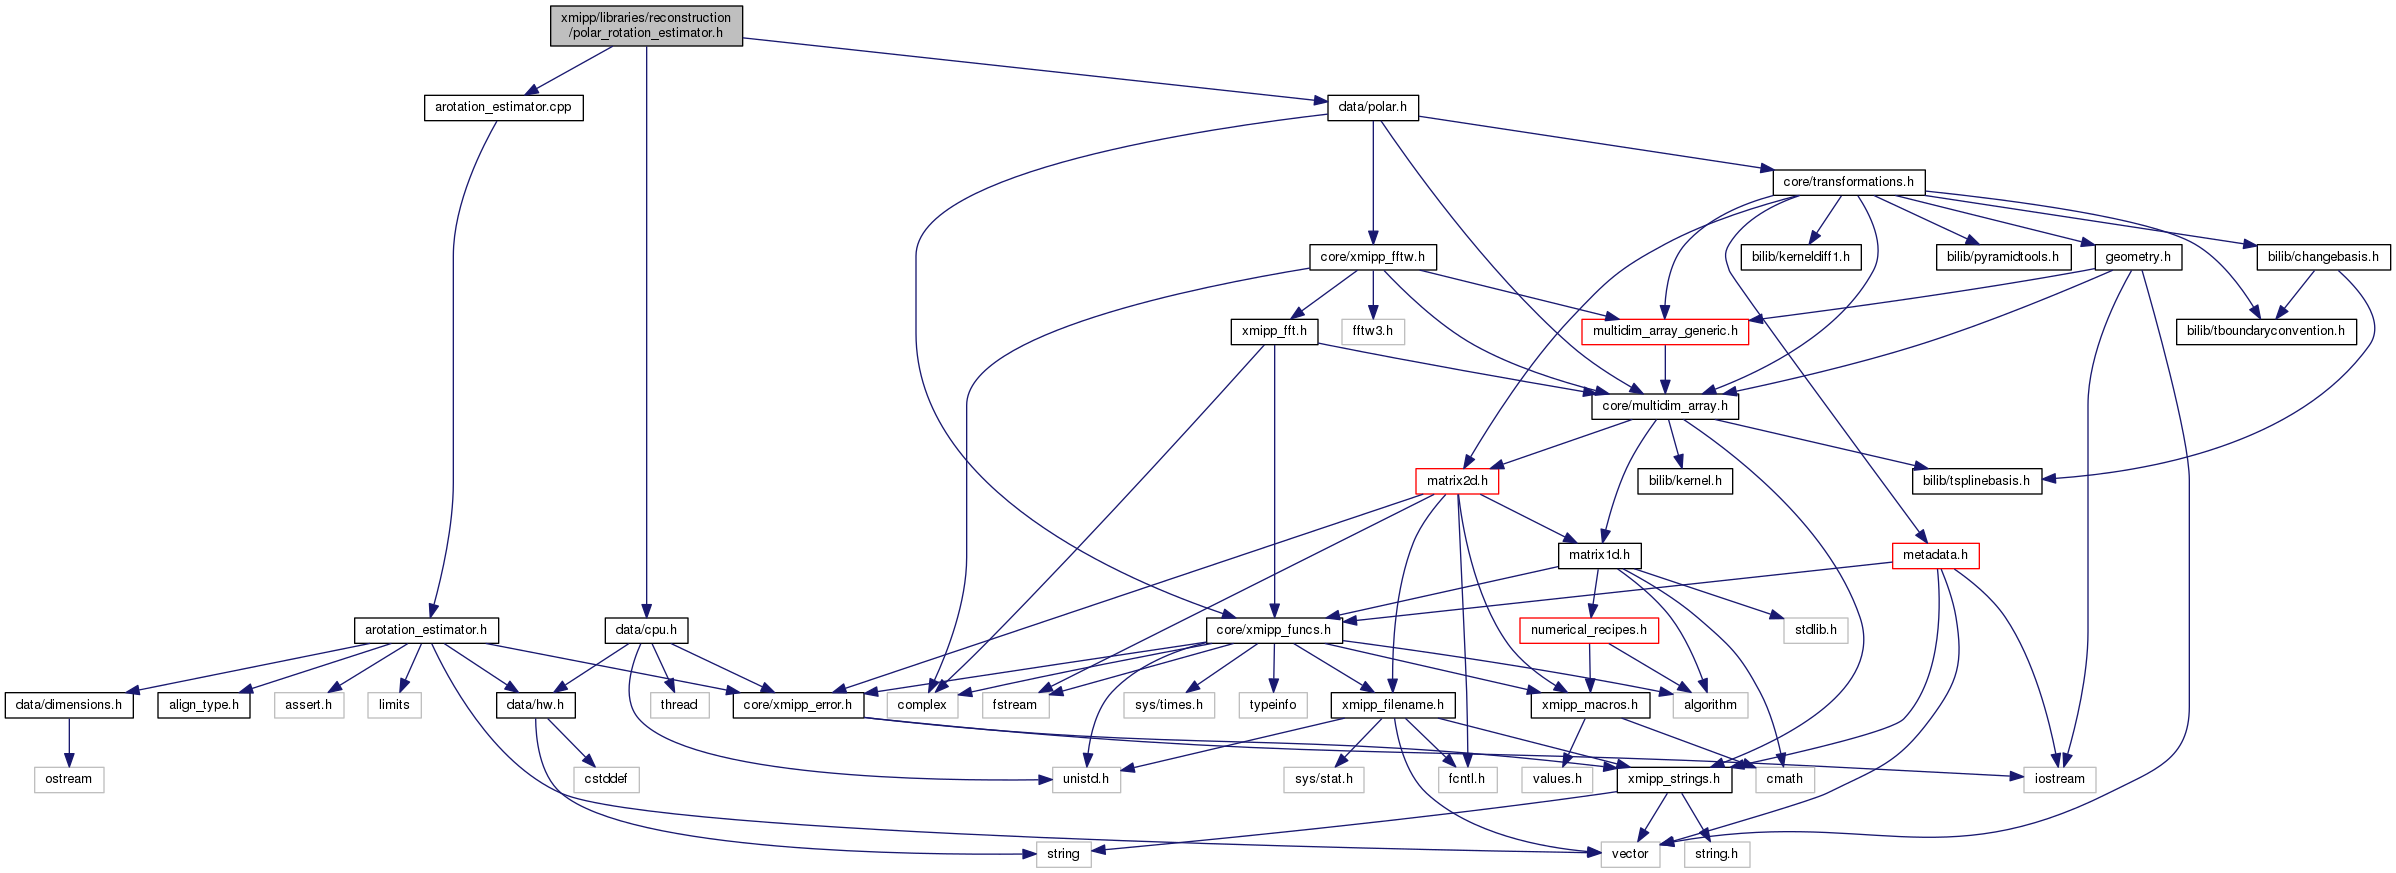 xmipp/libraries/reconstruction
/polar_rotation_estimator.h
arotation_estimator.cpp
data/polar.h
core/transformations.h
core/xmipp_fftw.h
bilib/kerneldiff1.h
bilib/pyramidtools.h
geometry.h
bilib/changebasis.h
xmipp_fft.h
fftw3.h
multidim_array_generic.h
bilib/tboundaryconvention.h
core/multidim_array.h
matrix2d.h
bilib/kernel.h
bilib/tsplinebasis.h
matrix1d.h
metadata.h
arotation_estimator.h
data/cpu.h
core/xmipp_funcs.h
numerical_recipes.h
stdlib.h
data/dimensions.h
align_type.h
assert.h
limits
data/hw.h
thread
core/xmipp_error.h
complex
fstream
sys/times.h
typeinfo
xmipp_filename.h
xmipp_macros.h
algorithm
ostream
cstddef
unistd.h
sys/stat.h
fcntl.h
values.h
xmipp_strings.h
cmath
iostream
string
vector
string.h